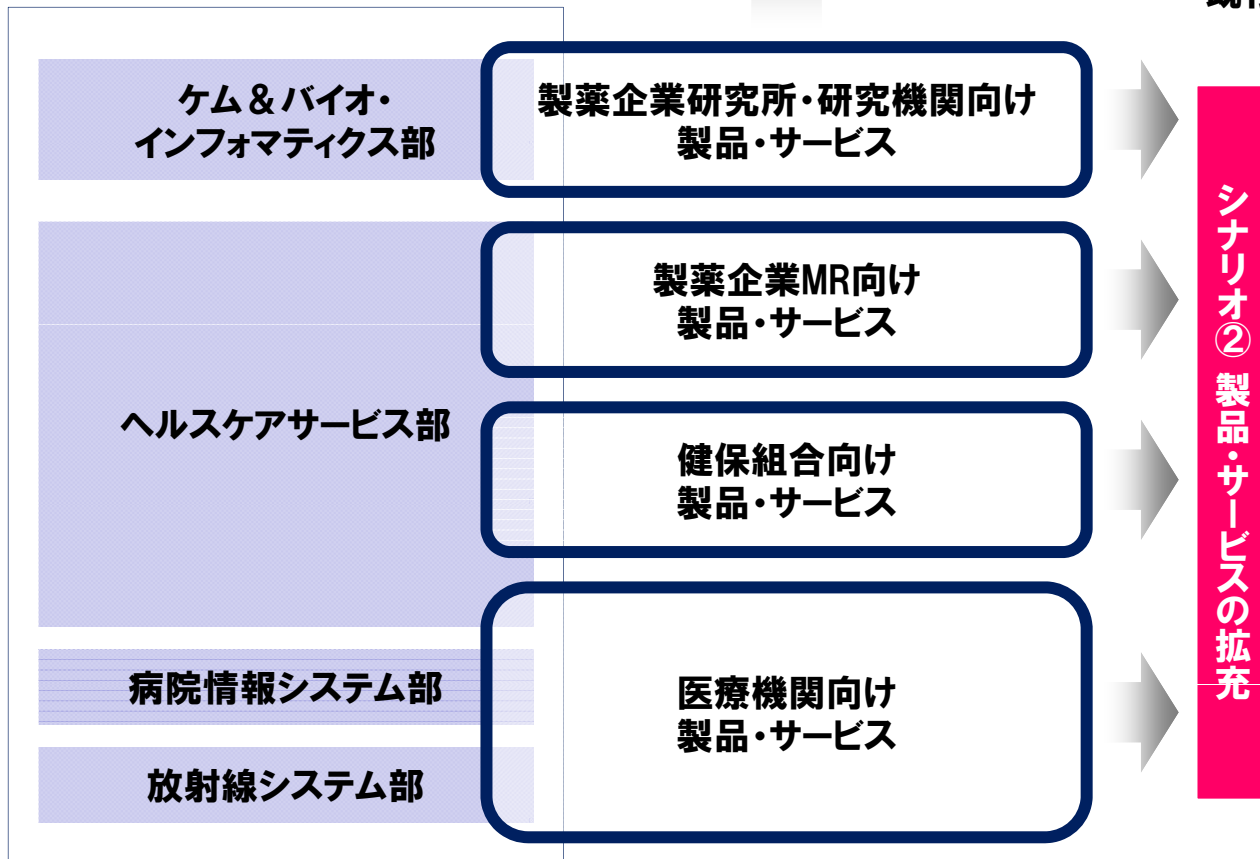 ケム＆バイオ・
インフォマティクス部
製薬企業研究所・研究機関向け
製品・サービス
製薬企業MR向け
製品・サービス
ヘルスケアサービス部
健保組合向け
製品・サービス
病院情報システム部
医療機関向け
製品・サービス
放射線システム部
シナリオ② 製品・サービスの拡充